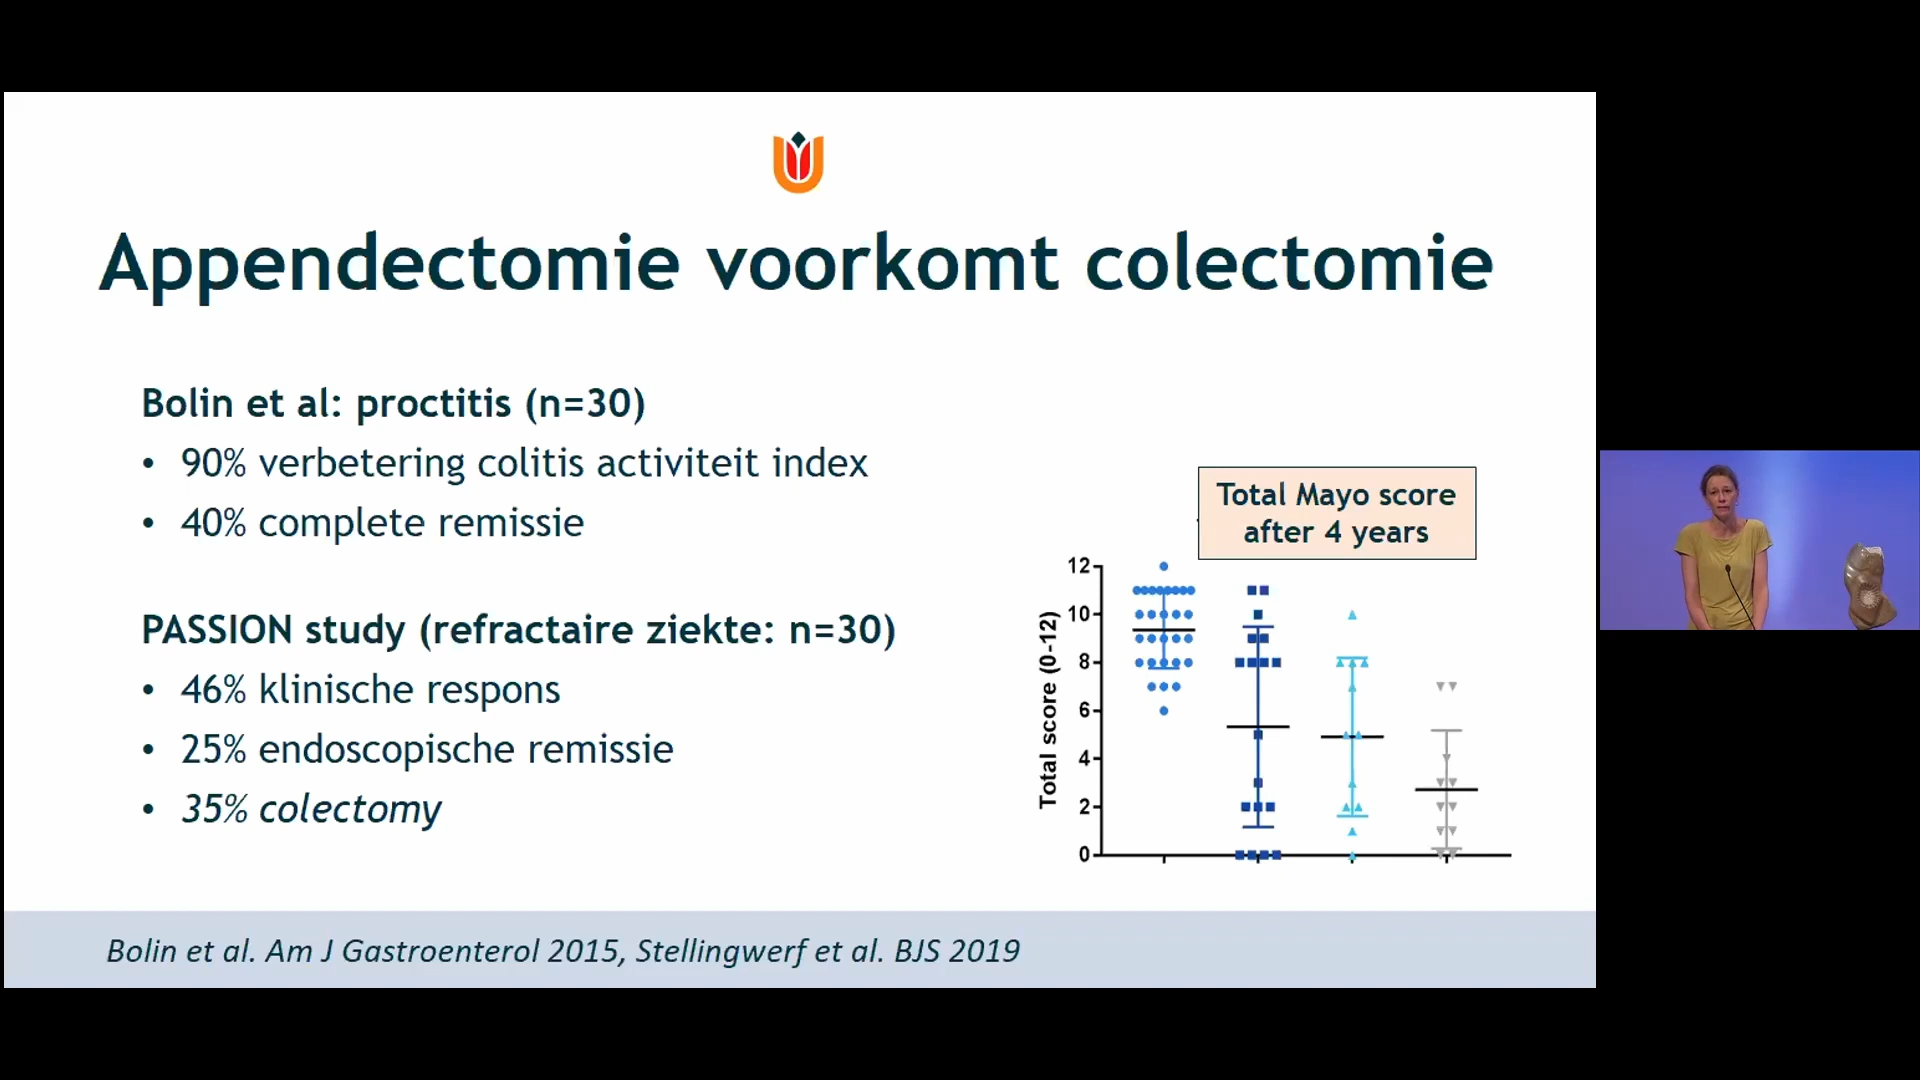 Appendectomie voorkomt colectomie
Bolin et al: proctitis (n=30)
• 90% verbetering colitis activiteit index
• 40% complete remissie
PASSION study (refractaire ziekte: n=30)
• 46% klinische respons
• 25% endoscopische remissie
• 35% colectomy
Total Mayo score
after 4 years
Total score (0-12)
12
10
8
6
4
2
0
Bolin et al. Am J Gastroenterol 2015, Stellingwerf et al. BJS 2019